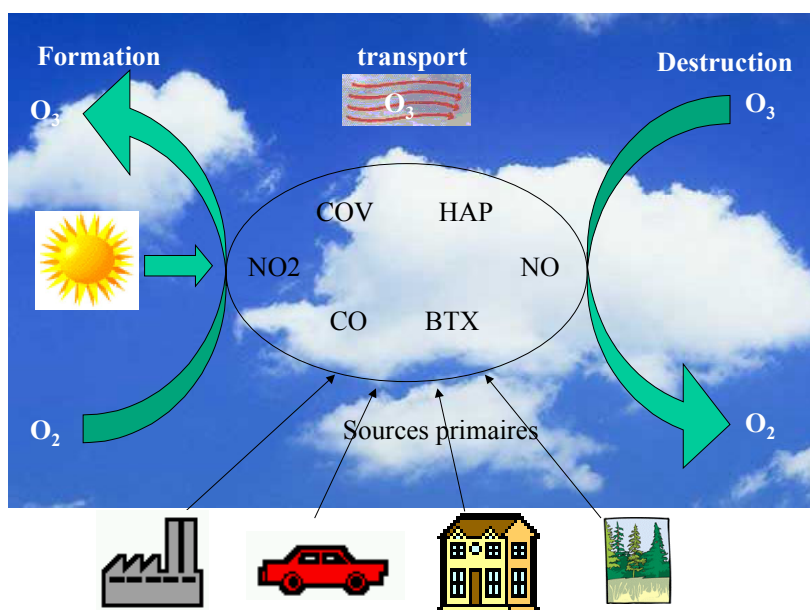 Formation
transport
Destruction
O₃
O₃
O₃
COV
HAP
NO2
NO
CO
BTX
O₂
Sources primaires
O₂